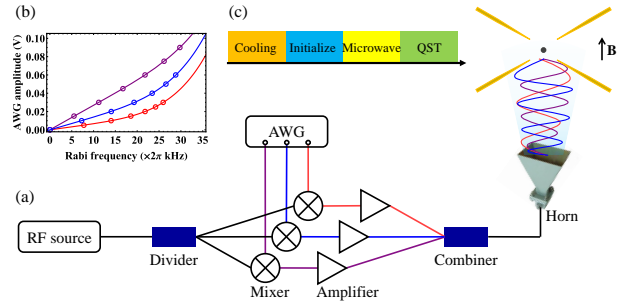 (b)
AWG amplitude (V)
0.10
0.08
0.06
0.04
0.02
0.00
0 5 10 15 20 25 30 35
Rabi frequency (×2π kHz)
(c)
Cooling Initialize Microwave QST
B
AWG
(a)
RF source
Divider
Mixer
Amplifier
Combiner
Horn